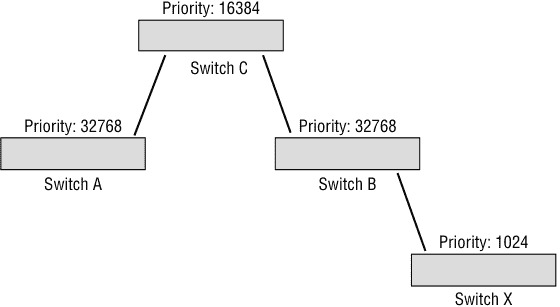 Priority: 16384
Switch C
Priority: 32768
Priority: 32768
Switch A
Switch B
Priority: 1024
Switch X